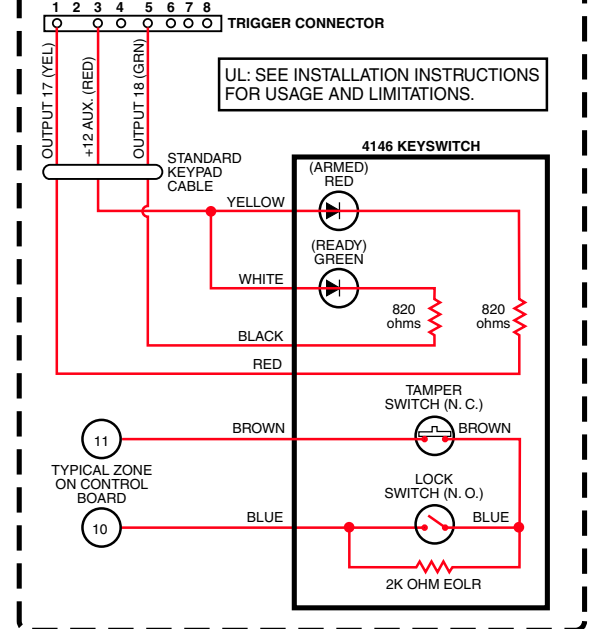 1 2 3 4 5 6 7 8
TRIGGER CONNECTOR
OUTPUT 17 (YEL)
+12 AUX. (RED)
OUTPUT 18 (GRN)
UL: SEE INSTALLATION INSTRUCTIONS
FOR USAGE AND LIMITATIONS.
STANDARD
KEYPAD
CABLE
4146 KEYSWITCH
(ARMED)
RED
YELLOW
(READY)
GREEN
WHITE
820
ohms
820
ohms
BLACK
RED
TAMPER
SWITCH (N. C.)
BROWN
BROWN
11
TYPICAL ZONE
ON CONTROL
BOARD
10
LOCK
SWITCH (N. O.)
BLUE
BLUE
2K OHM EOLR